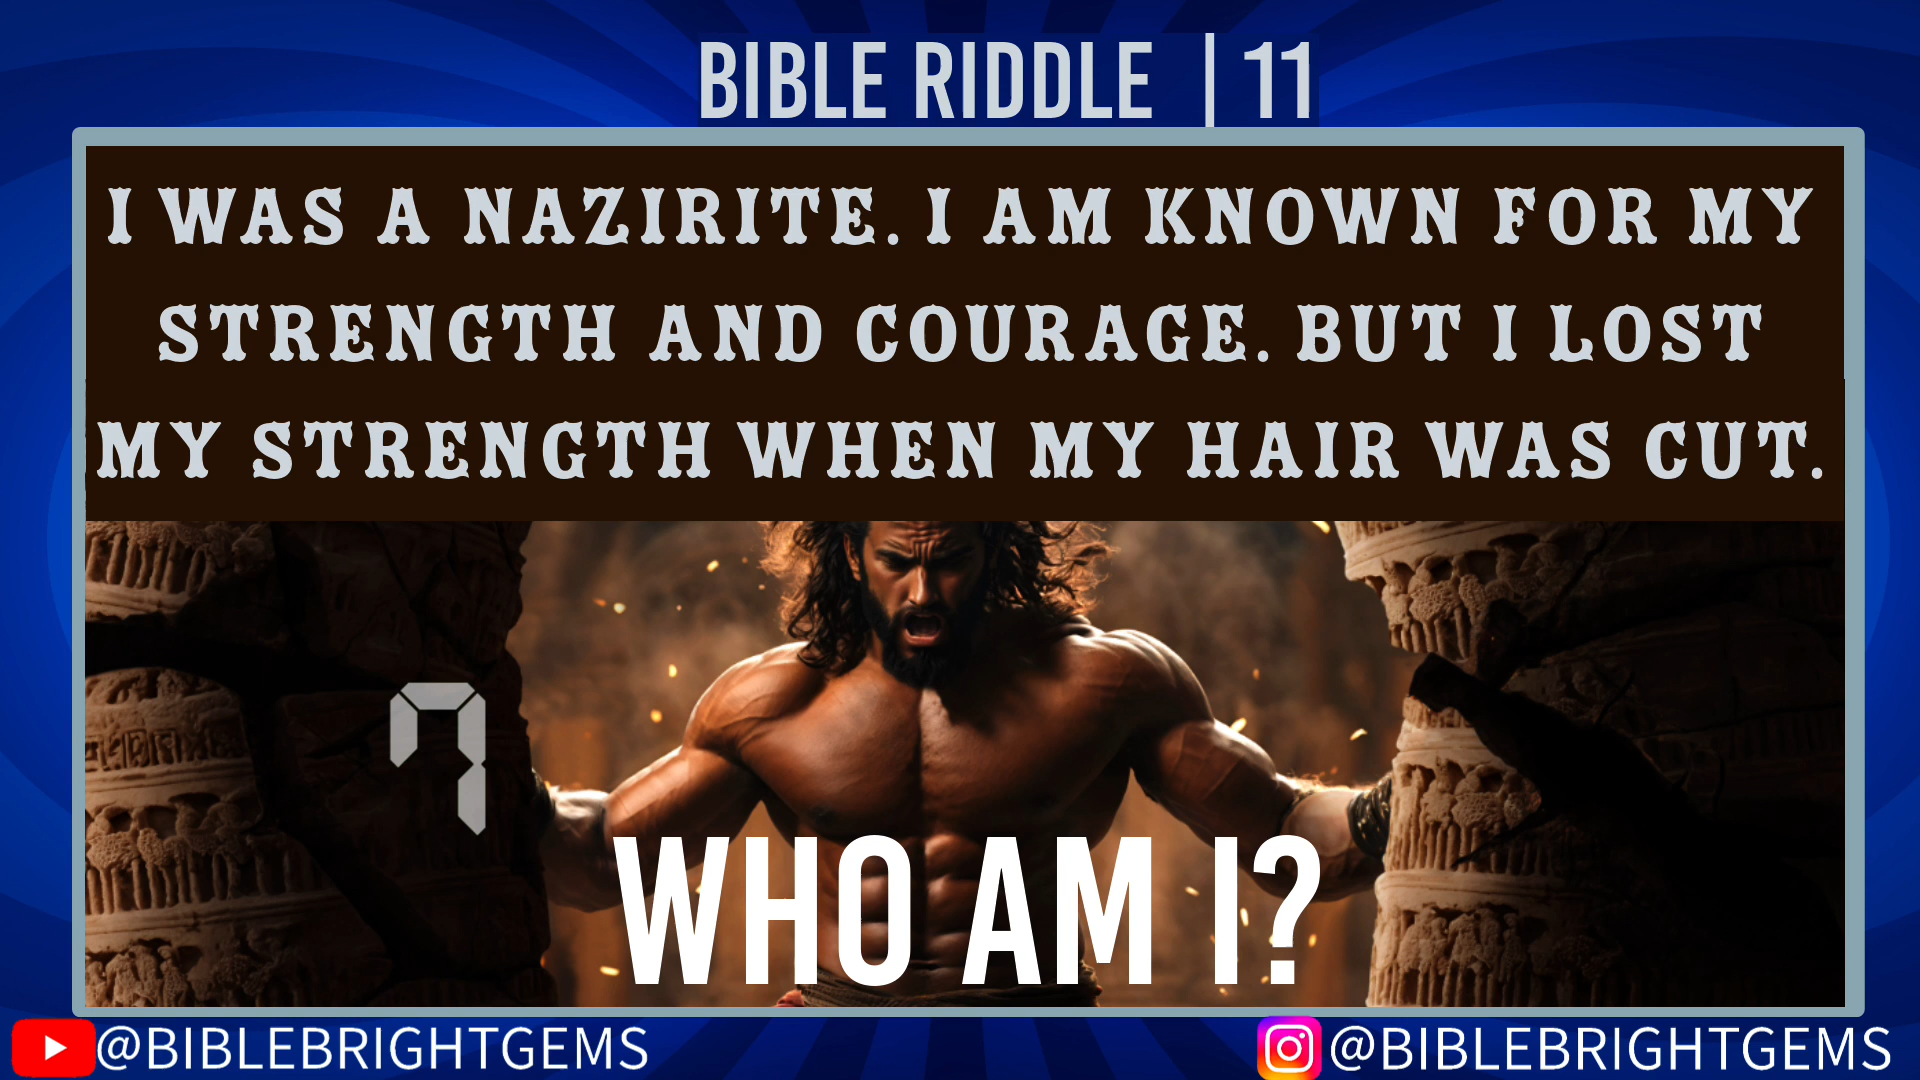 BIBLE RIDDLE | 11
I WAS A NAZIRITE. I AM KNOWN FOR MY
STRENGTH AND COURAGE. BUT I LOST
MY STRENGTH WHEN MY HAIR WAS CUT.
7
WHO AM I?
@BIBLEBRIGHTGEMS
@BIBLEBRIGHTGEMS